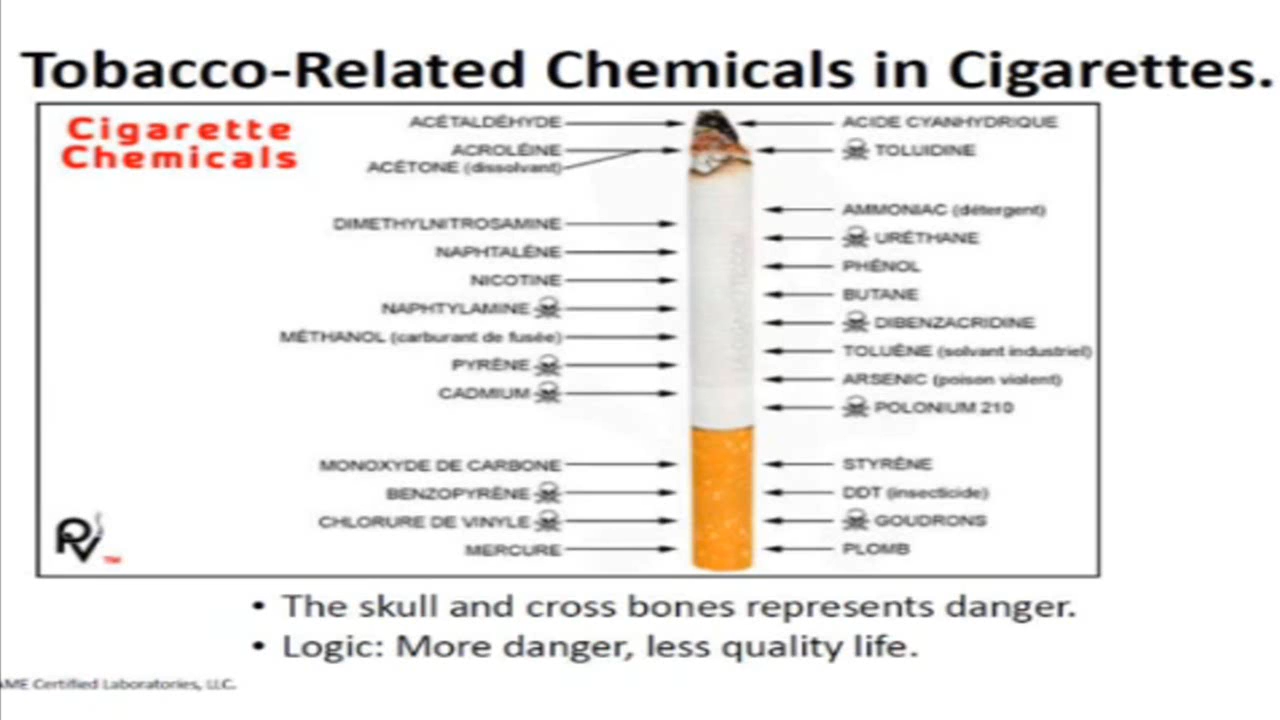 Tobacco-Related Chemicals in Cigarettes.
Cigarette
Chemicals
ACÉTALDÉHYDE
ACROLÉINE
ACÉTONE (dissolvant)
DIMETHYLNITROSAMINE
NAPHTALÈNE
NICOTINE
NAPHTYLAMINE
MÉTHANOL (carburant de fusée)
PYRÈNE
CADMIUM
MONOXYDE DE CARBONE
BENZOPYRÈNE
CHLORURE DE VINYLE
MERCURE
ACIDE CYANHYDRIQUE
TOLUIDINE
AMMONIAC (détergent)
URÉTHANE
PHÉNOL
BUTANE
DIBENZACRIDINE
TOLUÈNE (solvant industriel)
ARSENIC (poison violent)
POLONIUM 210
STYRÈNE
DDT (insecticide)
GOUDRONS
PLOMB
RV
TM
• The skull and cross bones represents danger.
• Logic: More danger, less quality life.
AME Certified Laboratories, LLC.